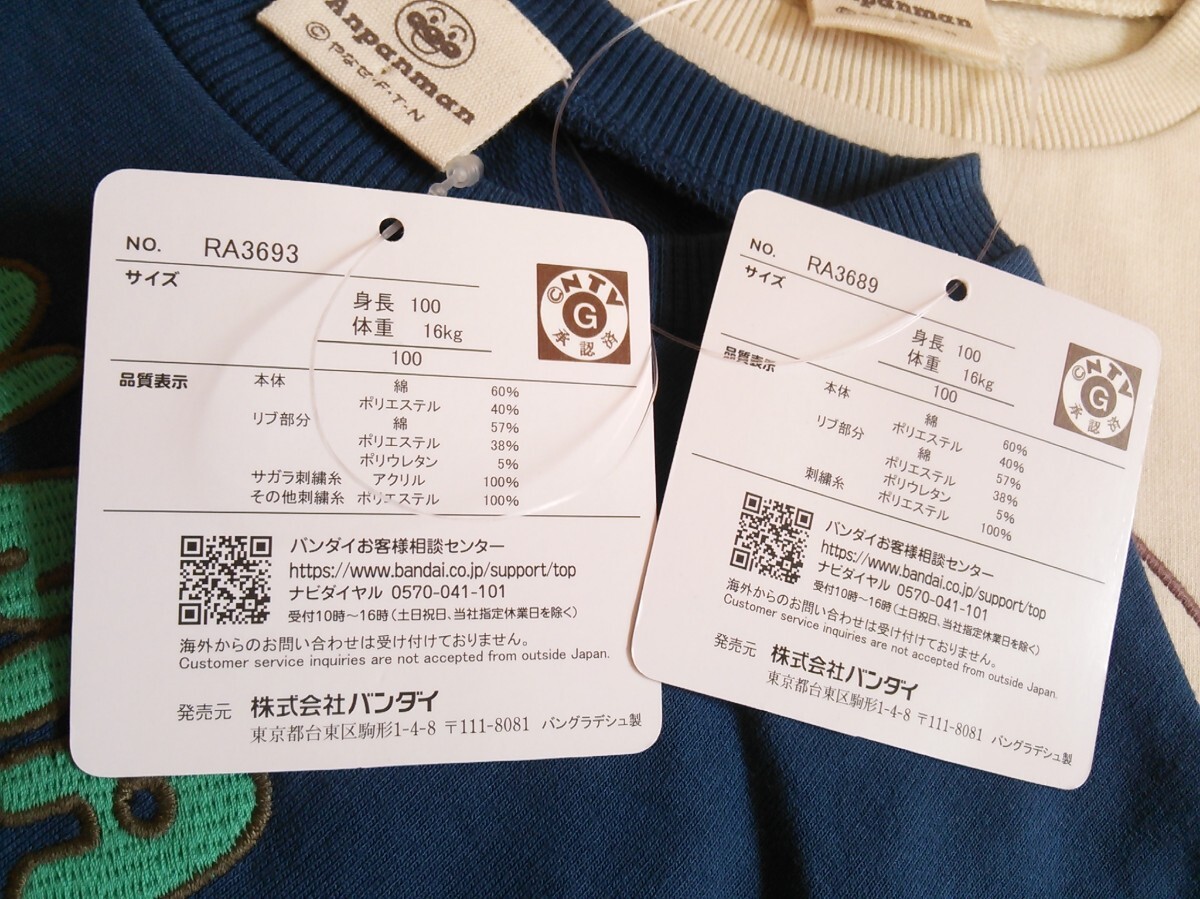 Anpanman
©やなせ・F・T・N
Anpanman
NO. RA3693
サイズ
身長 100
体重 16kg
100
©NTV
G
承認済
品質表示
本体 綿 60%
ポリエステル 40%
リブ部分 綿 57%
ポリエステル 38%
ポリウレタン 5%
サガラ刺繍糸 アクリル 100%
その他刺繍糸 ポリエステル 100%
バンダイお客様相談センター
https://www.bandai.co.jp/support/top
ナビダイヤル 0570-041-101
受付10時～16時(土日祝日、当社指定休業日を除く)
海外からのお問い合わせは受け付けておりません。
Customer service inquiries are not accepted from outside Japan.
発売元 株式会社バンダイ
東京都台東区駒形1-4-8 〒111-8081 バングラデシュ製
NO. RA3689
サイズ
身長 100
体重 16kg
100
©NTV
G
承認済
品質表示
本体 綿 60%
ポリエステル 40%
リブ部分 綿 57%
ポリエステル 38%
ポリウレタン 5%
刺繍糸 ポリエステル 100%
バンダイお客様相談センター
https://www.bandai.co.jp/support/top
ナビダイヤル 0570-041-101
受付10時～16時(土日祝日、当社指定休業日を除く)
海外からのお問い合わせは受け付けておりません。
Customer service inquiries are not accepted from outside Japan.
発売元 株式会社バンダイ
東京都台東区駒形1-4-8 〒111-8081 バングラデシュ製